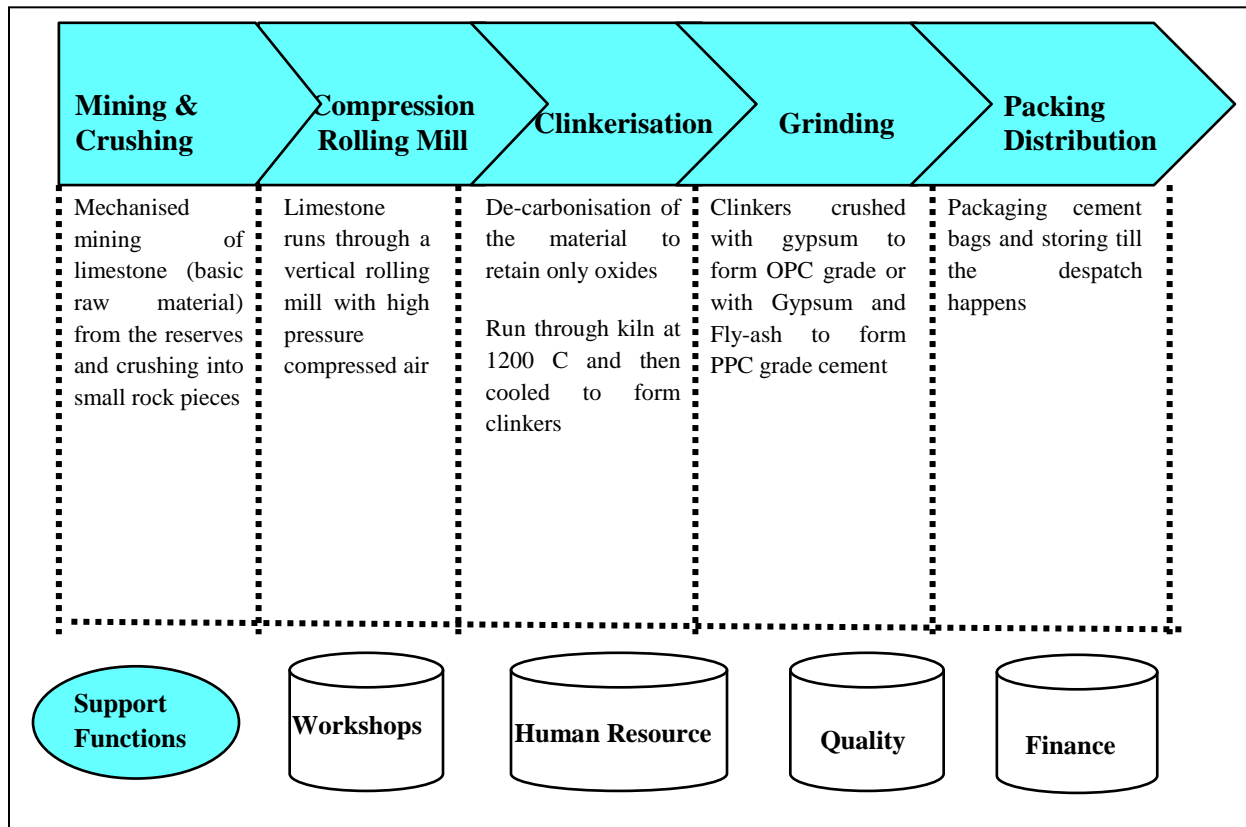 Mining &
Crushing
Compression
Rolling Mill
Clinkerisation
Grinding
Packing
Distribution
Mechanised
mining of
limestone (basic
raw material)
from the reserves
and crushing into
small rock pieces
Limestone
runs through a
vertical rolling
mill with high
pressure
compressed air
De-carbonisation of
the material to
retain only oxides
Run through kiln at
1200 C and then
cooled to form
clinkers
Clinkers crushed
with gypsum to
form OPC grade or
with Gypsum and
Fly-ash to form
PPC grade cement
Packaging cement
bags and storing till
the despatch
happens
Support
Functions
Workshops
Human Resource
Quality
Finance